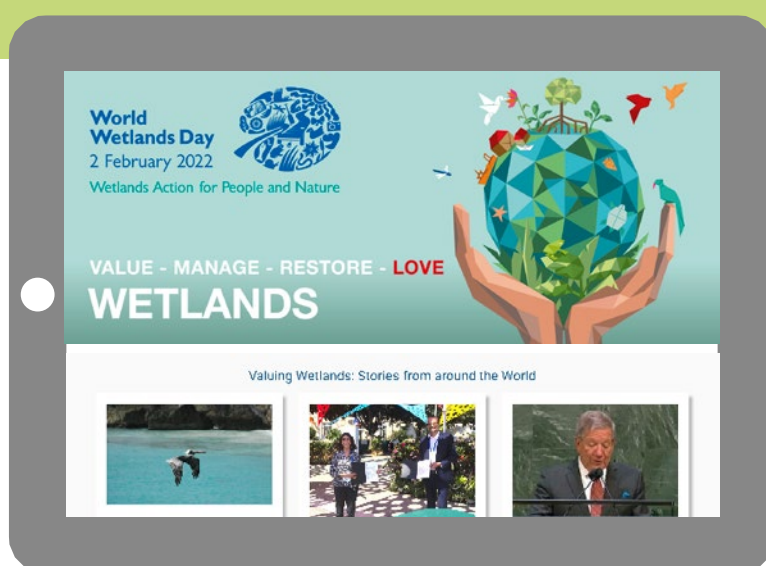 World
Wetlands Day
2 February 2022
Wetlands Action for People and Nature
VALUE - MANAGE - RESTORE - LOVE
WETLANDS
Valuing Wetlands: Stories from around the World